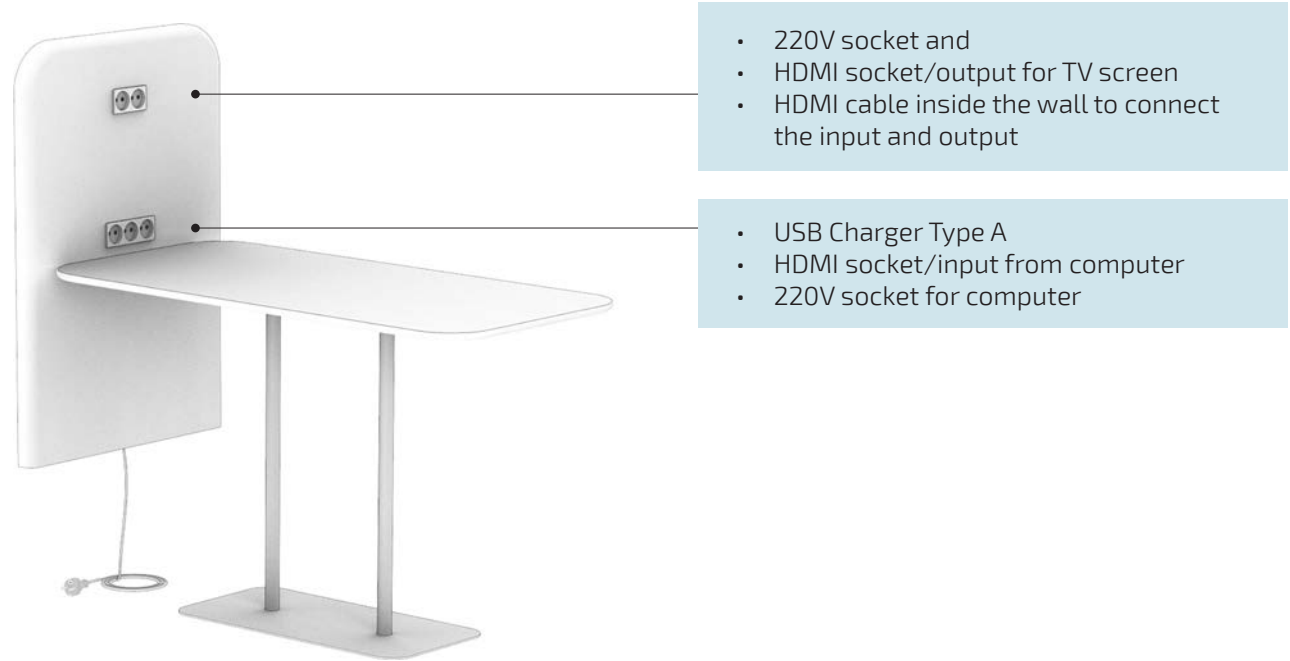 • 220V socket and
• HDMI socket/output for TV screen
• HDMI cable inside the wall to connect
the input and output
• USB Charger Type A
• HDMI socket/input from computer
• 220V socket for computer